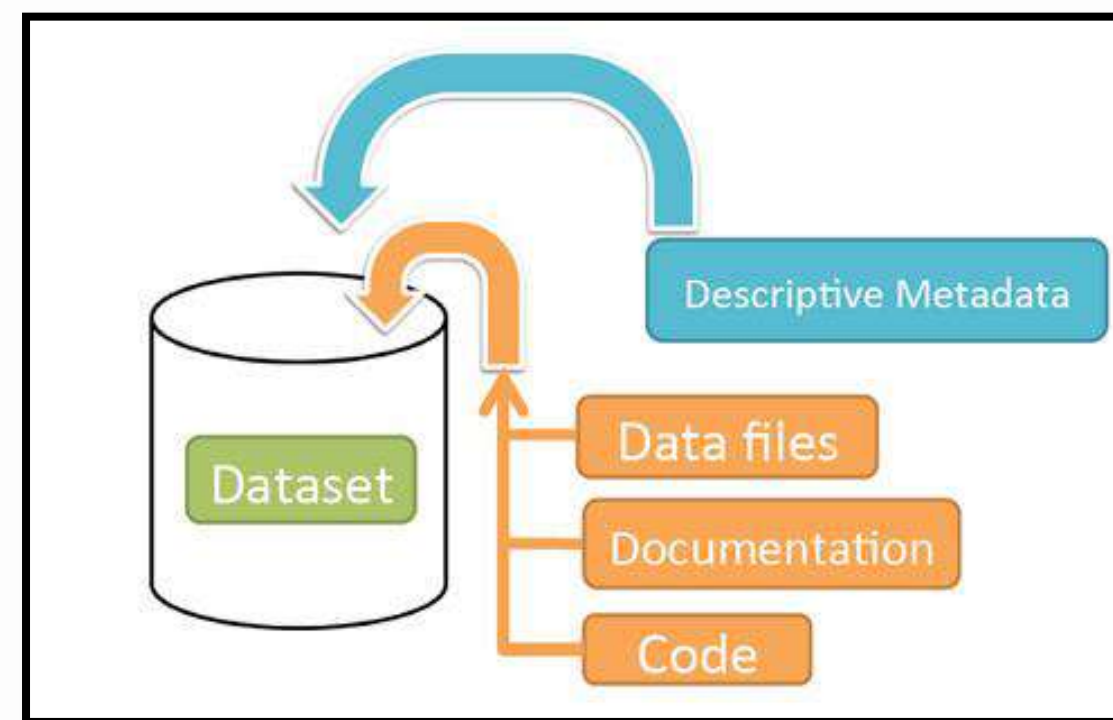 Descriptive Metadata
Data files
Dataset
Documentation
Code